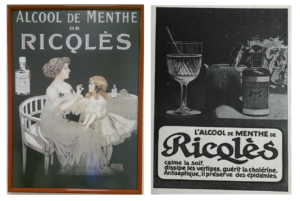 ALCOOL DE MENTHE
DE
RICQLÈS
L'ALCOOL DE MENTHE DE
Ricqlès
calme la soif,
dissipe les vertiges, guérit la cholérine.
Antiseptique, il préserve des épidémies.